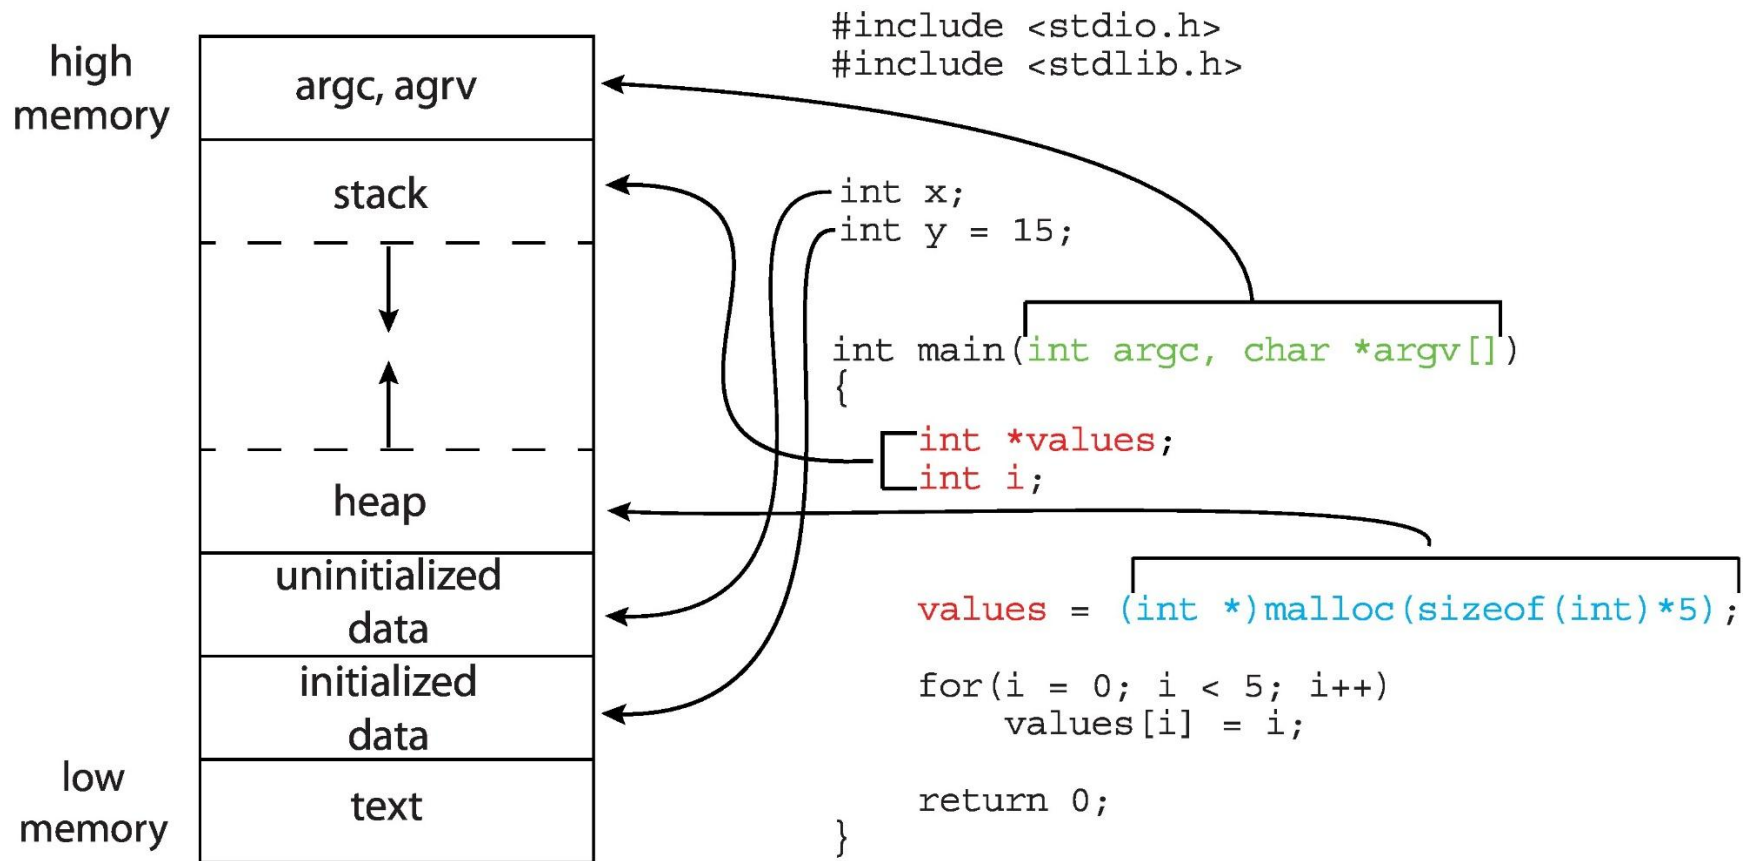 high
memory
argc, agrv
stack
heap
uninitialized
data
initialized
data
low
memory
text
#include <stdio.h>
#include <stdlib.h>
int x;
int y = 15;
int main(int argc, char *argv[])
{
int *values;
int i;
values = (int *)malloc(sizeof(int)*5);
for(i = 0; i < 5; i++)
values[i] = i;
return 0;
}